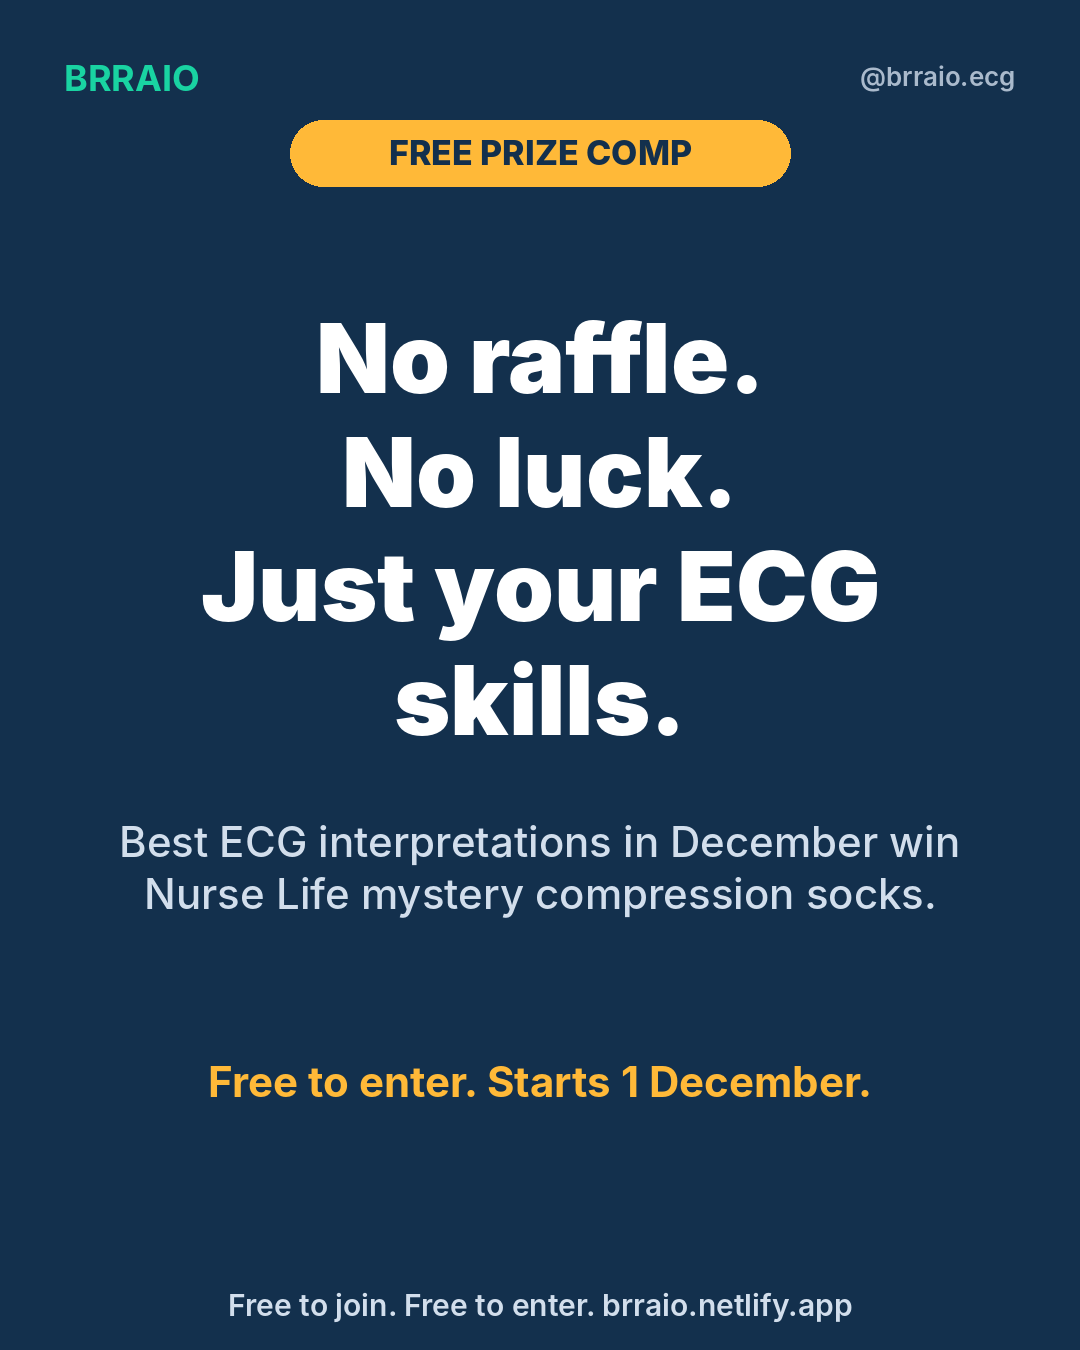 BRRAIO
@brraio.ecg
FREE PRIZE COMP
No raffle.
No luck.
Just your ECG
skills.
Best ECG interpretations in December win
Nurse Life mystery compression socks.
Free to enter. Starts 1 December.
Free to join. Free to enter. brraio.netlify.app